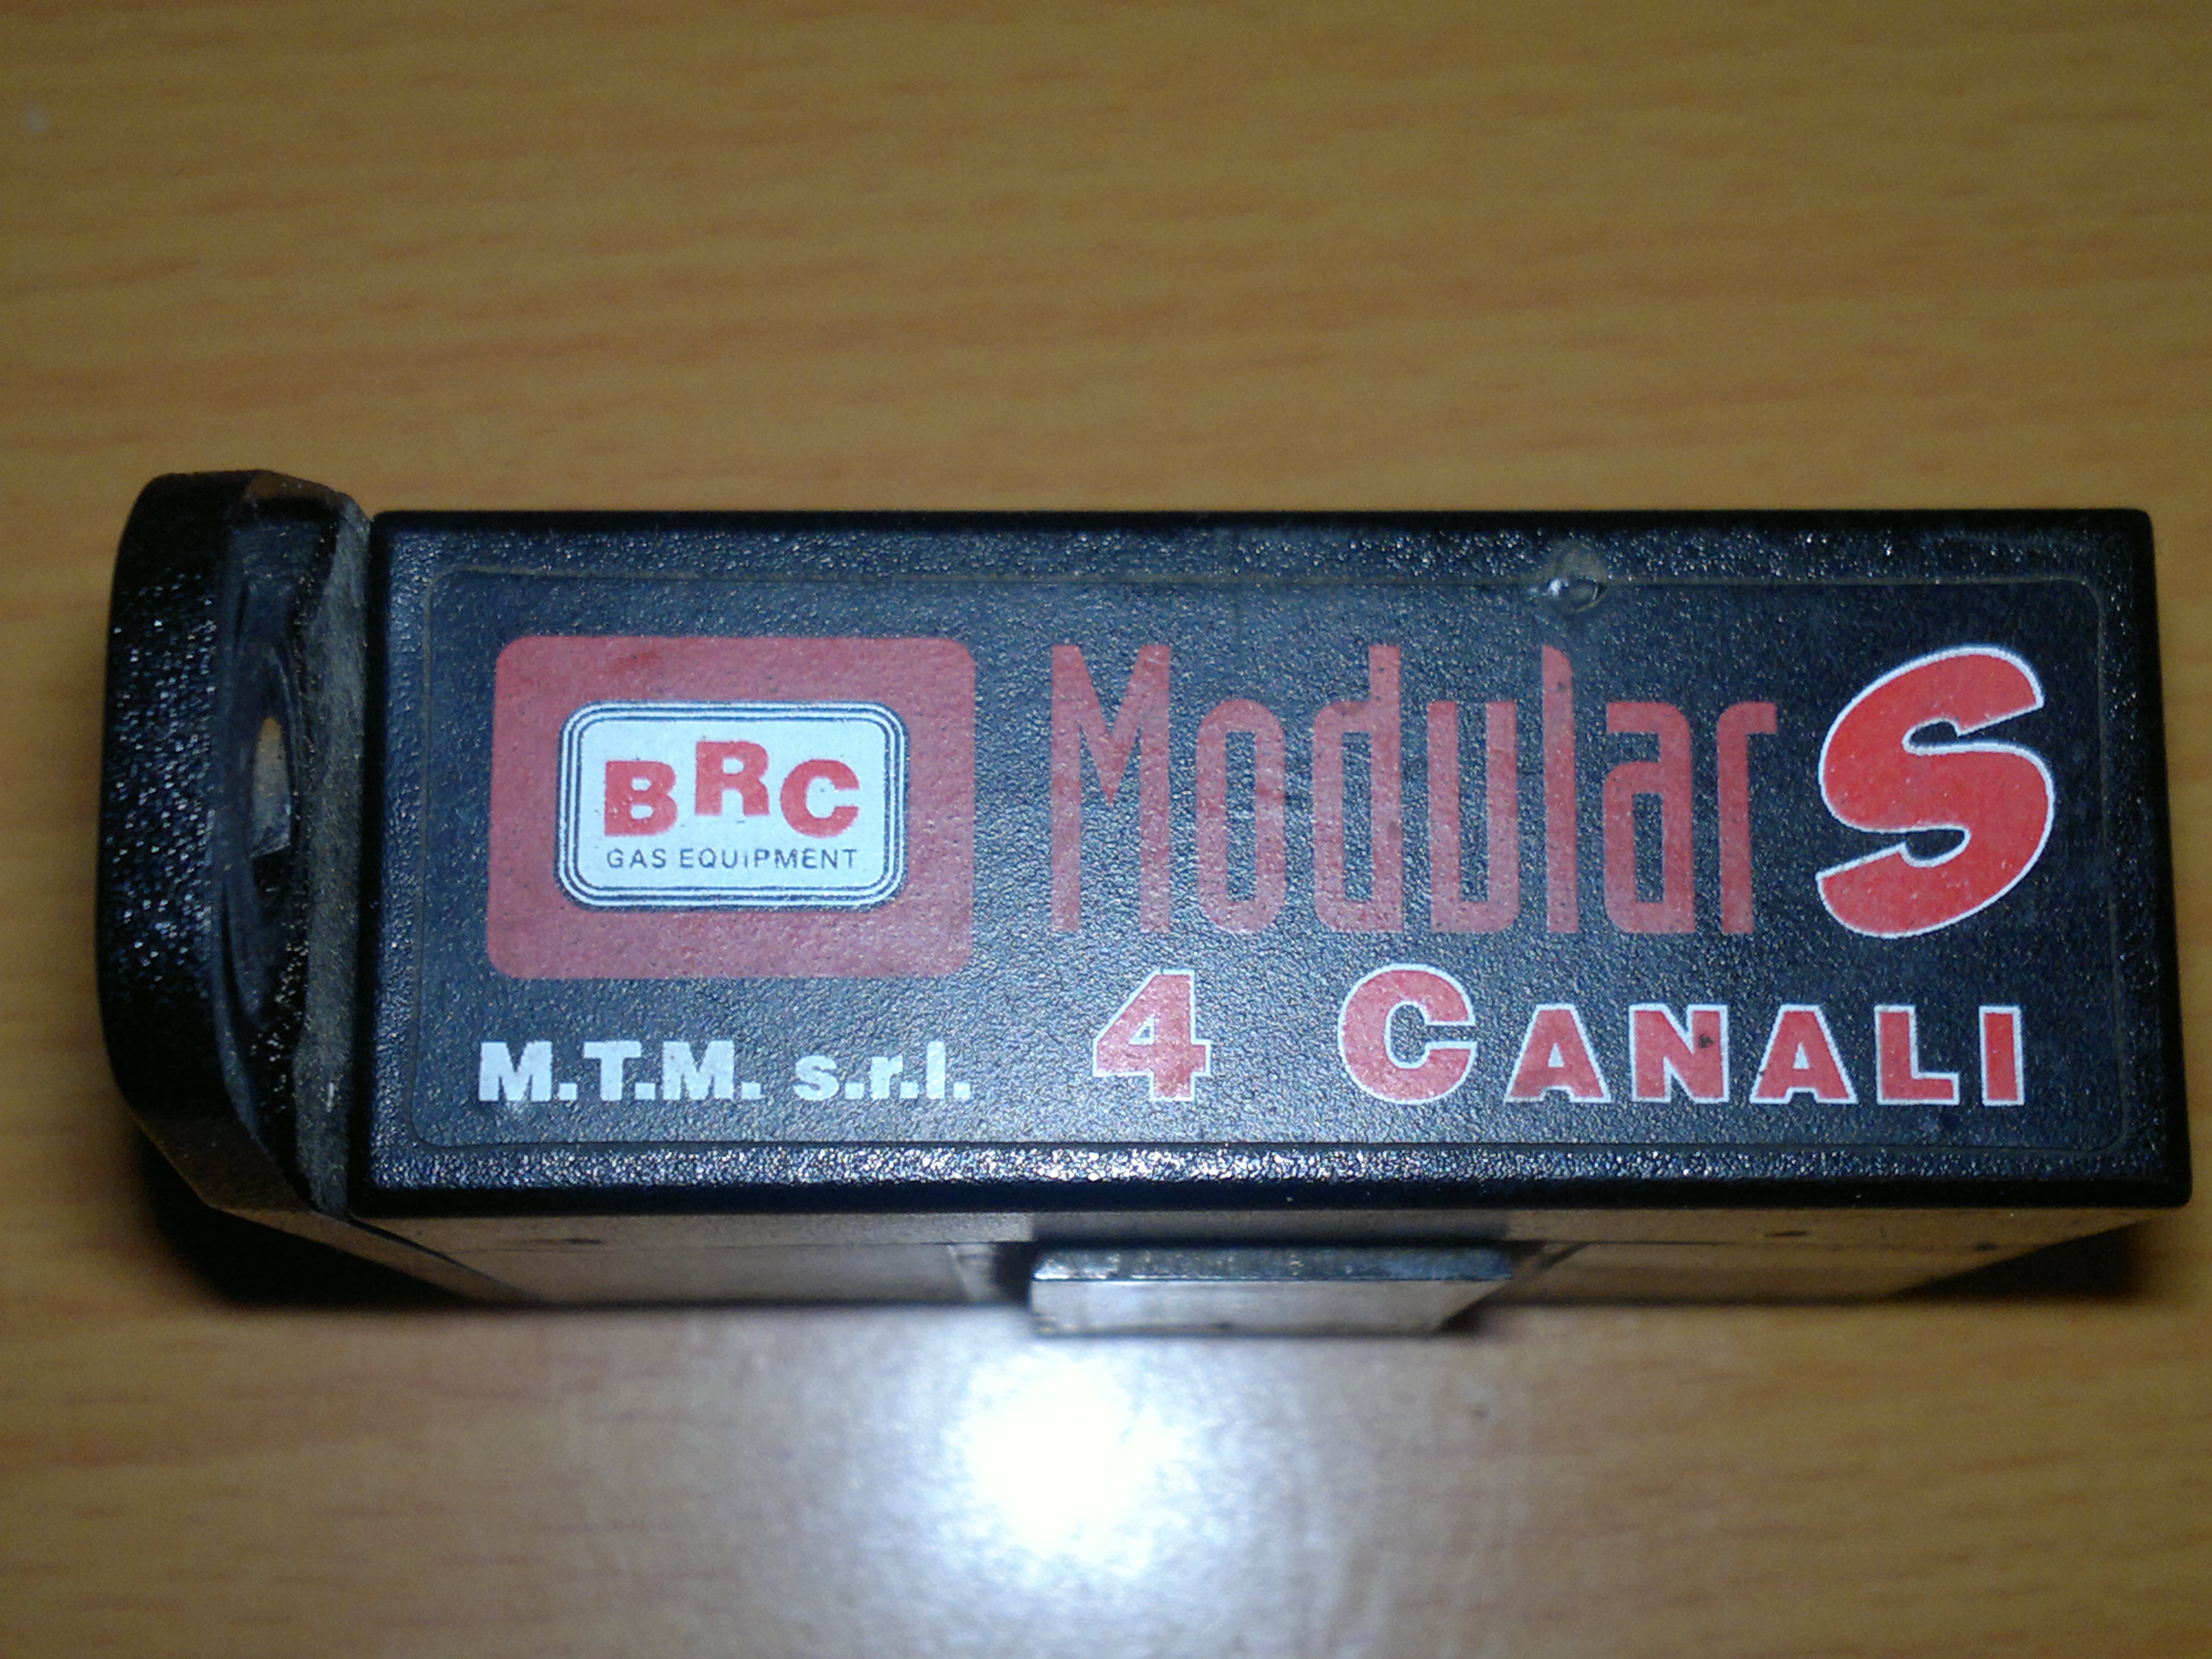 BRC
GAS EQUIPMENT
M.T.M. s.r.l.
Modular S
4 CANALI